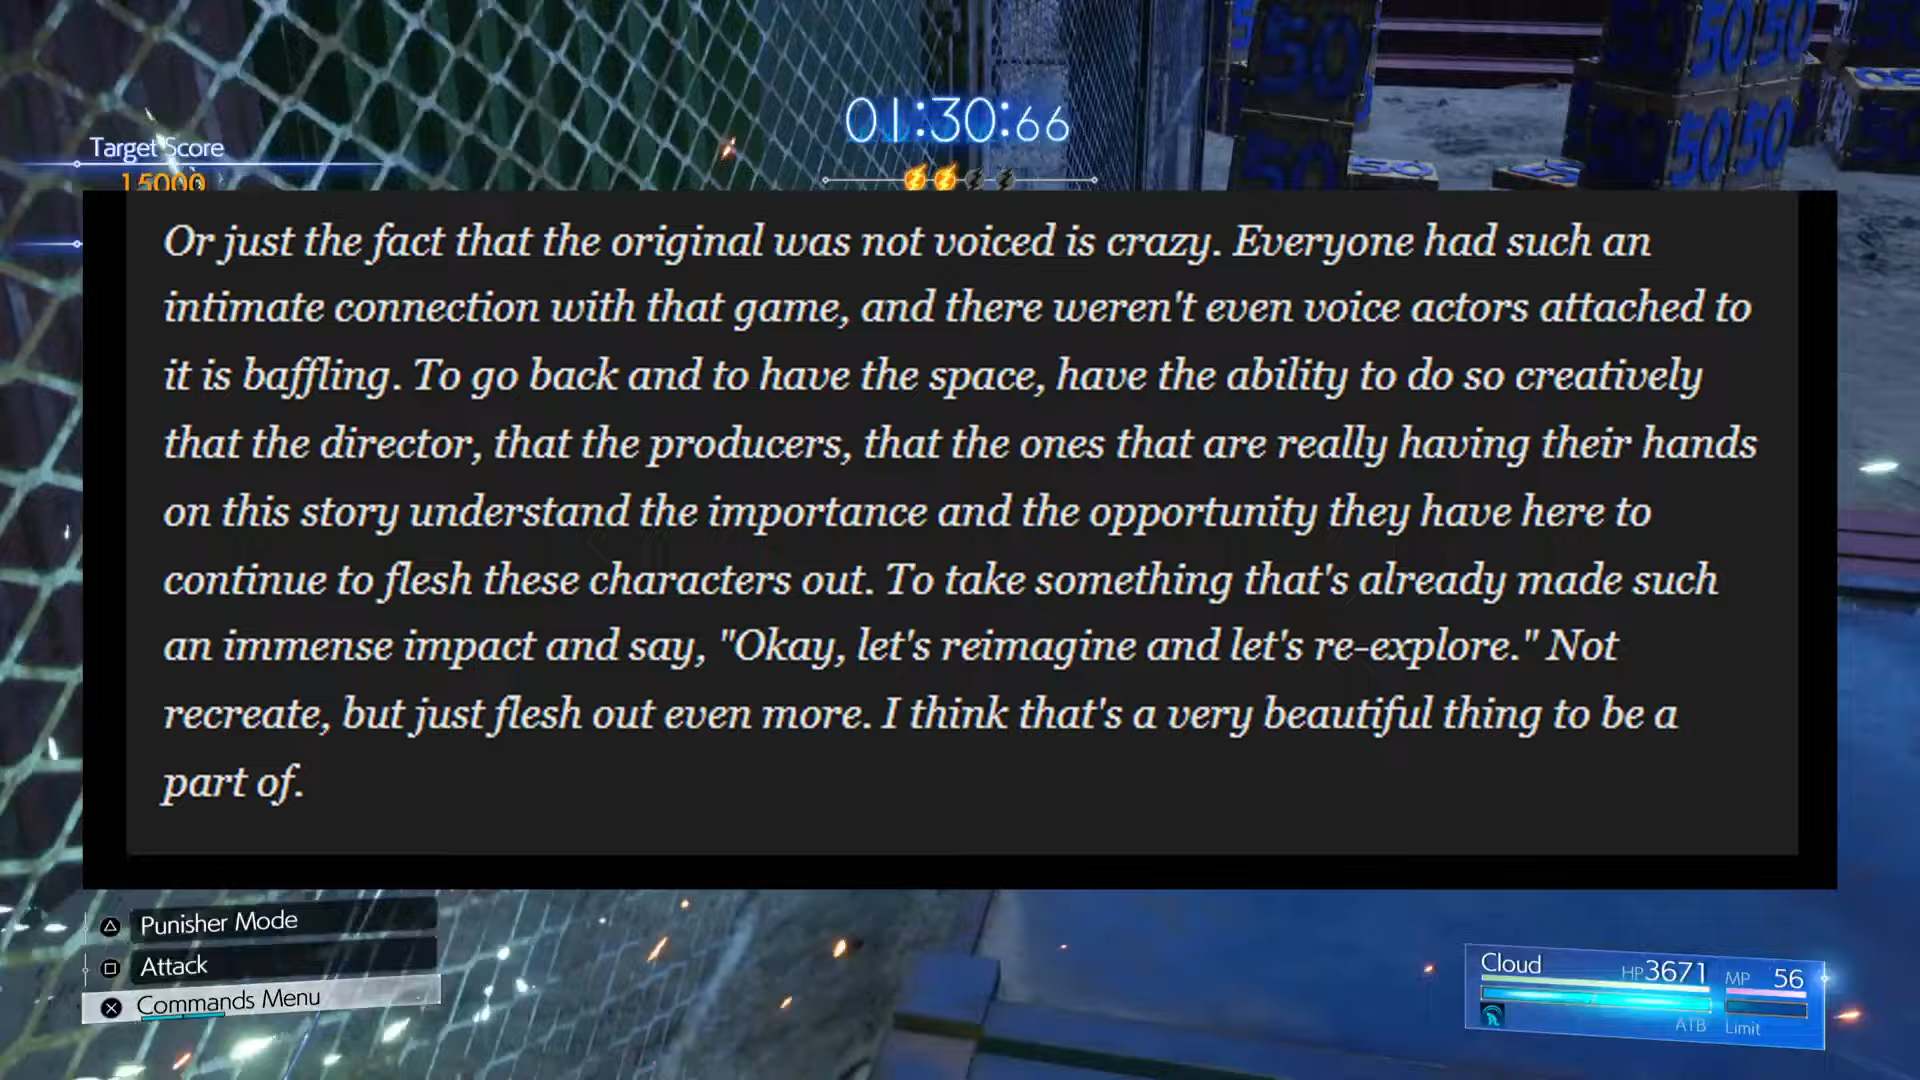 50 50 50
50
01:30:66
50 50
Target Score
50
15000
Or just the fact that the original was not voiced is crazy. Everyone had such an
intimate connection with that game, and there weren't even voice actors attached to
it is baffling. To go back and to have the space, have the ability to do so creatively
that the director, that the producers, that the ones that are really having their hands
on this story understand the importance and the opportunity they have here to
continue to flesh these characters out. To take something that's already made such
an immense impact and say, "Okay, let's reimagine and let's re-explore." Not
recreate, but just flesh out even more. I think that's a very beautiful thing to be a
part of.
Punisher Mode
Attack
Commands Menu
Cloud HP 3671 MP 56
ATB Limit